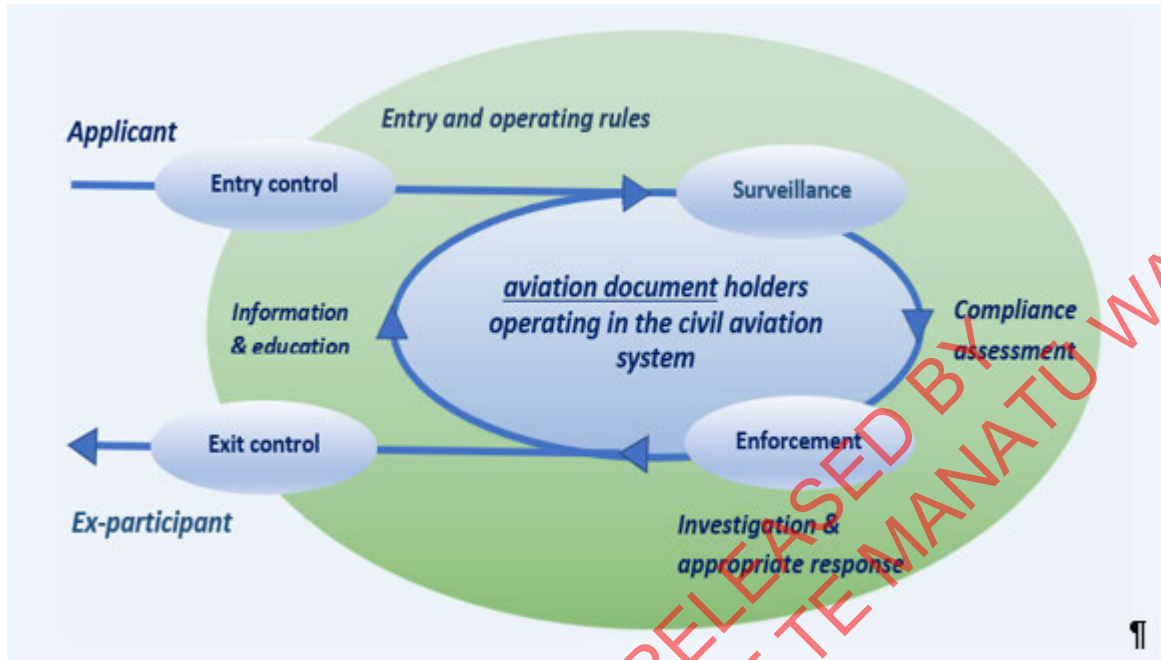 Applicant
Entry and operating rules
Entry control
Surveillance
aviation document holders
operating in the civil aviation
system
Information
& education
Compliance
assessment
Exit control
Enforcement
Ex-participant
Investigation &
appropriate response
RELEASED BY
TE MANATŪ WA
¶